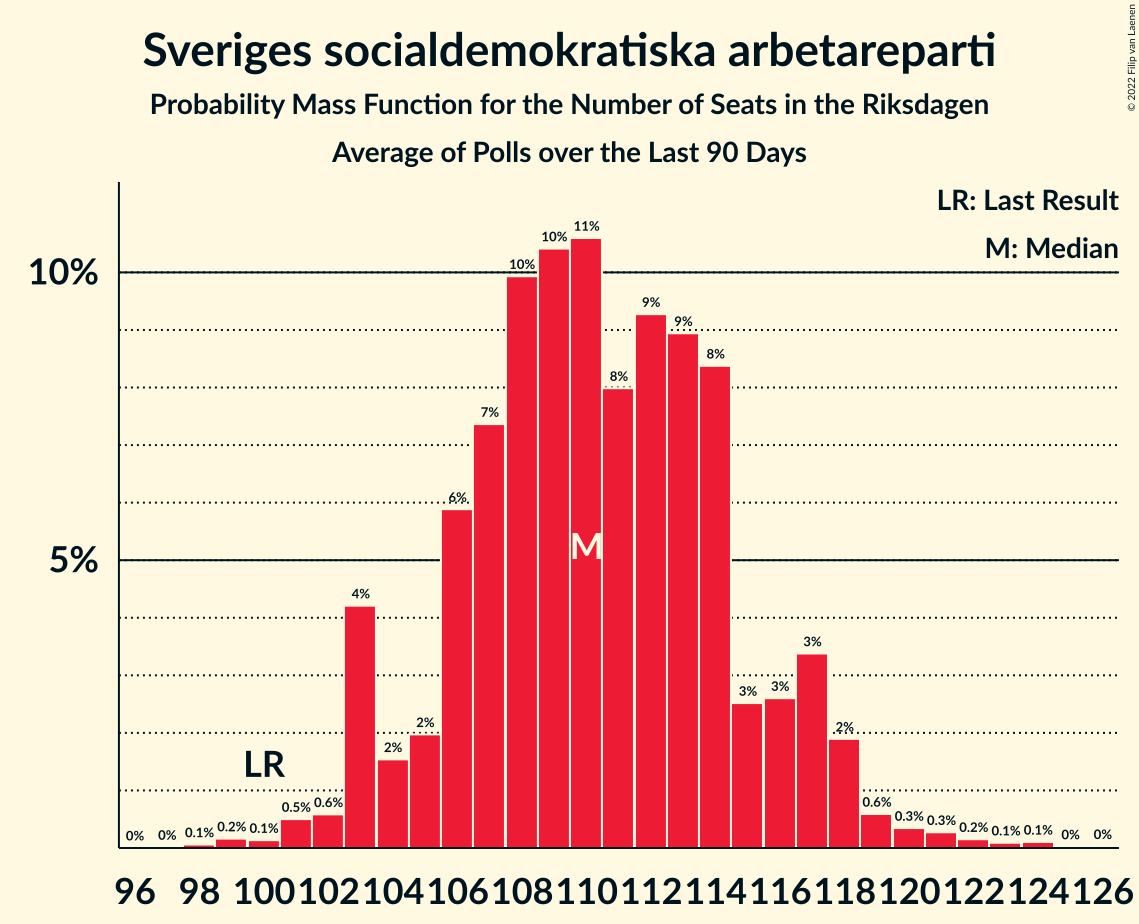 Sveriges socialdemokratiska arbetareparti
Probability Mass Function for the Number of Seats in the Riksdagen
Average of Polls over the Last 90 Days
© 2022 Filip van Laenen
LR: Last Result
M: Median
10%
5%
0% 0% 0.1% 0.2% 0.1% 0.5% 0.6% 4% 2% 2% 6% 7% 10% 10% 11% 8% 9% 9% 8% 3% 3% 3% 2% 0.6% 0.3% 0.3% 0.2% 0.1% 0.1% 0% 0%
LR
M
96 98 100 102 104 106 108 110 112 114 116 118 120 122 124 126